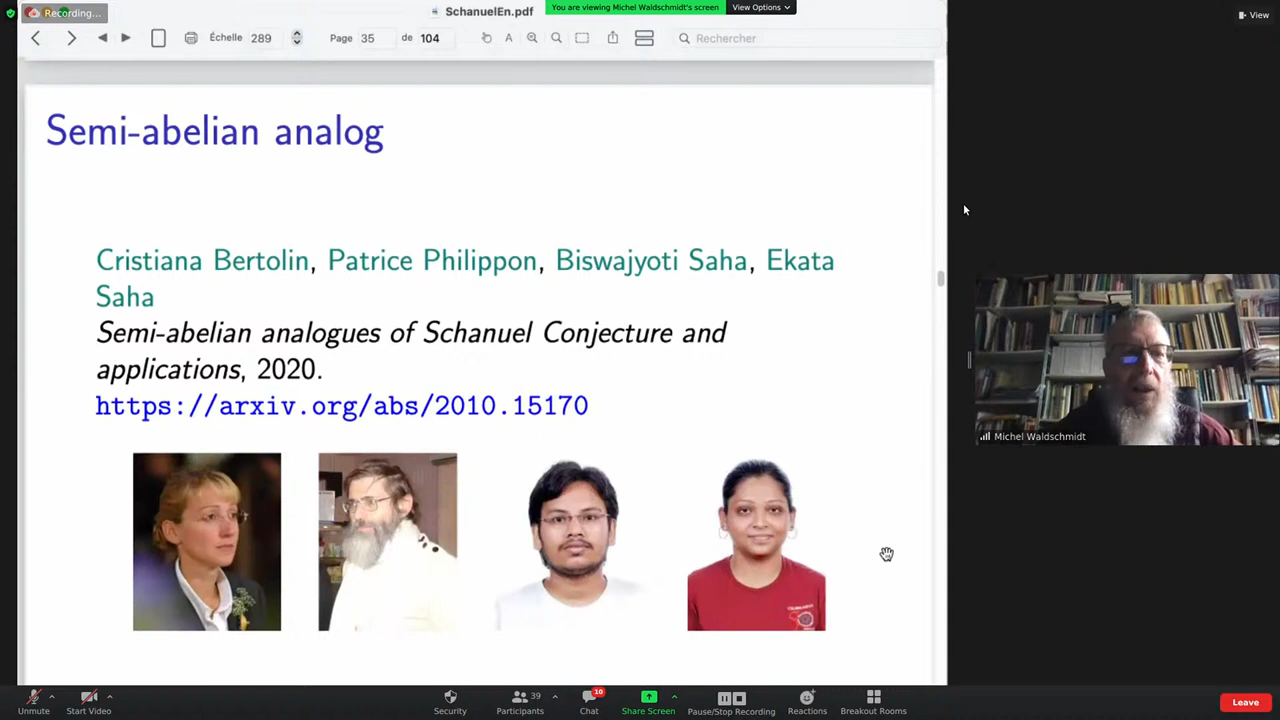 Recording...
SchanuelEn.pdf
You are viewing Michel Waldschmidt's screen
View Options
View
Échelle 289
Page 35 de 104
Rechercher
Semi-abelian analog
Cristiana Bertolin, Patrice Philippon, Biswajyoti Saha, Ekata
Saha
Semi-abelian analogues of Schanuel Conjecture and
applications, 2020.
https://arxiv.org/abs/2010.15170
Michel Waldschmidt
39
10
Unmute
Start Video
Security
Participants
Chat
Share Screen
Pause/Stop Recording
Reactions
Breakout Rooms
Leave